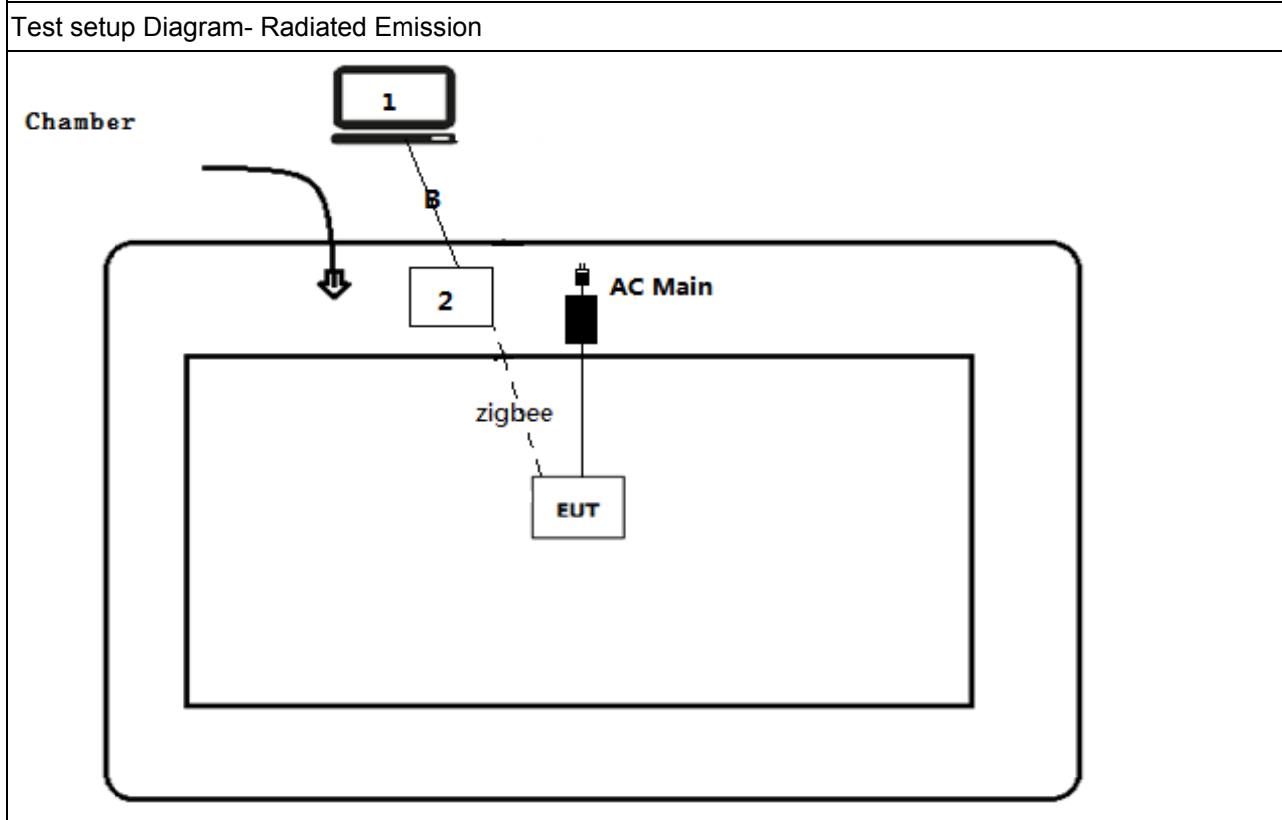 Test setup Diagram- Radiated Emission
1
Chamber
B
2
AC Main
zigbee
EUT